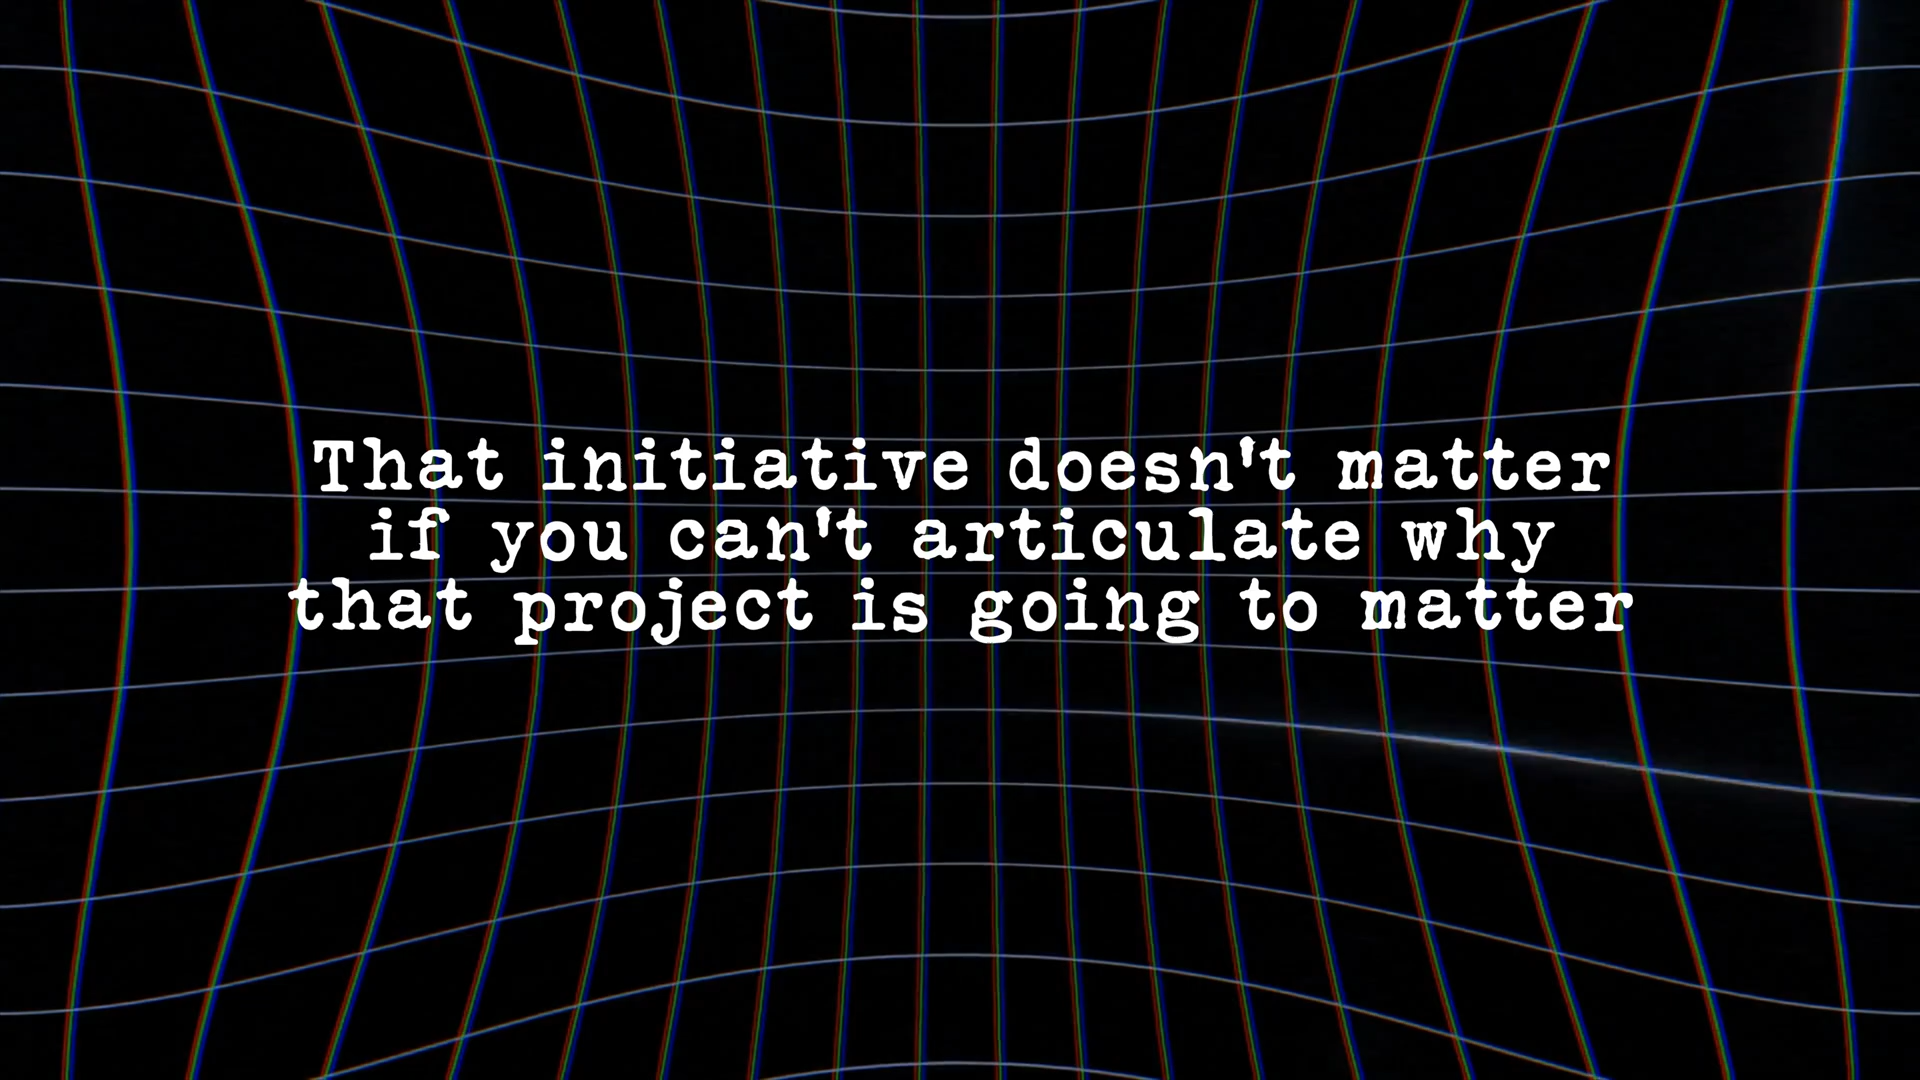 That initiative doesn't matter
if you can't articulate why
that project is going to matter